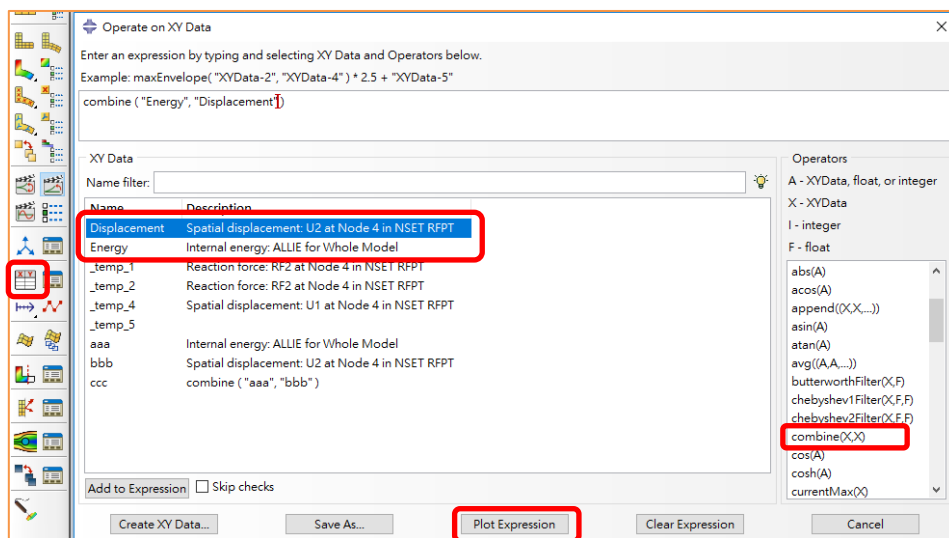 Operate on XY Data
Enter an expression by typing and selecting XY Data and Operators below.
Example: maxEnvelope( "XYData-2", "XYData-4" ) * 2.5 + "XYData-5"
combine ( "Energy", "Displacement")
XY Data
Name filter:
Name Description
Displacement Spatial displacement: U2 at Node 4 in NSET RFPT
Energy Internal energy: ALLIE for Whole Model
_temp_1 Reaction force: RF2 at Node 4 in NSET RFPT
_temp_2 Reaction force: RF2 at Node 4 in NSET RFPT
_temp_4 Spatial displacement: U1 at Node 4 in NSET RFPT
_temp_5
aaa Internal energy: ALLIE for Whole Model
bbb Spatial displacement: U2 at Node 4 in NSET RFPT
ccc combine ( "aaa", "bbb" )
Add to Expression Skip checks
Operators
A - XYData, float, or integer
X - XYData
I - integer
F - float
abs(A)
acos(A)
append((X,X,...))
asin(A)
atan(A)
avg((A,A,...))
butterworthFilter(X,F)
chebyshev1Filter(X,F,F)
chebyshev2Filter(X,F,F)
combine(X,X)
cos(A)
cosh(A)
currentMax(X)
Create XY Data... Save As... Plot Expression Clear Expression Cancel
XY